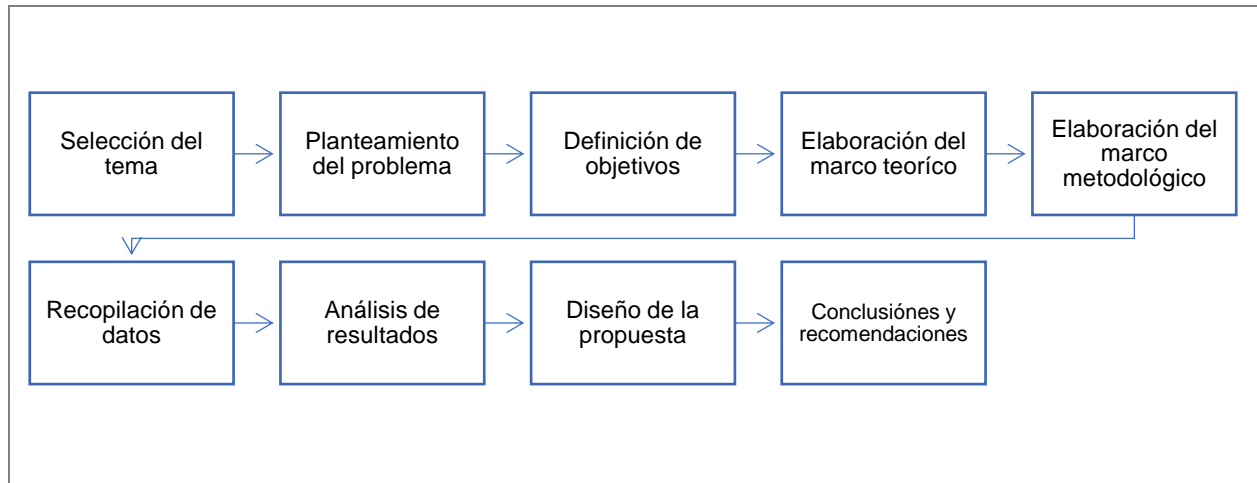 Selección del
tema
Planteamiento
del problema
Definición de
objetivos
Elaboración del
marco teoríco
Elaboración del
marco
metodológico
Recopilación de
datos
Análisis de
resultados
Diseño de la
propuesta
Conclusiónes y
recomendaciones